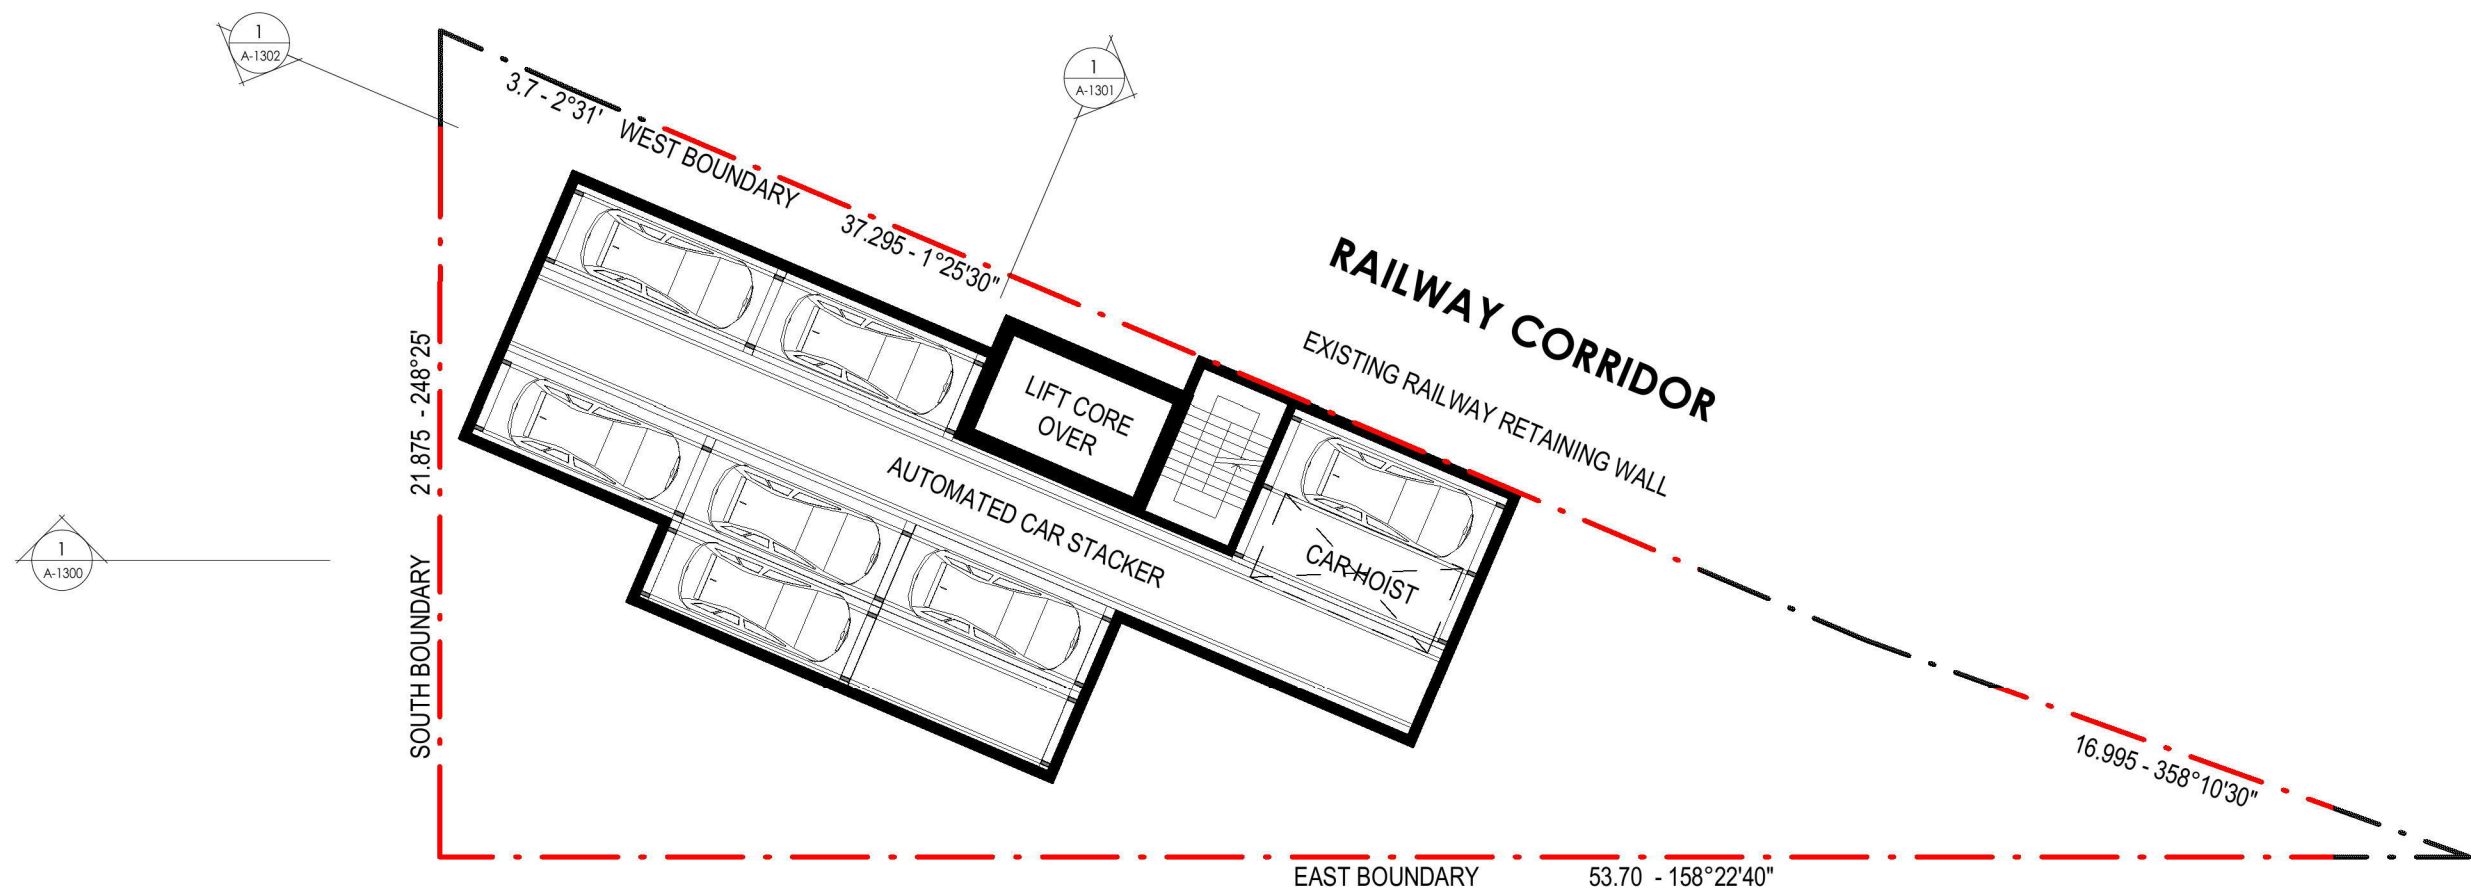 1
A-1302
1
A-1301
3.7 - 2°31'
WEST BOUNDARY
37.295 - 1°25'30"
RAILWAY CORRIDOR
EXISTING RAILWAY RETAINING WALL
LIFT CORE
OVER
AUTOMATED CAR STACKER
CAR HOIST
21.875 - 248°25'
SOUTH BOUNDARY
1
A-1300
16.995 - 358°10'30"
EAST BOUNDARY
53.70 - 158°22'40"